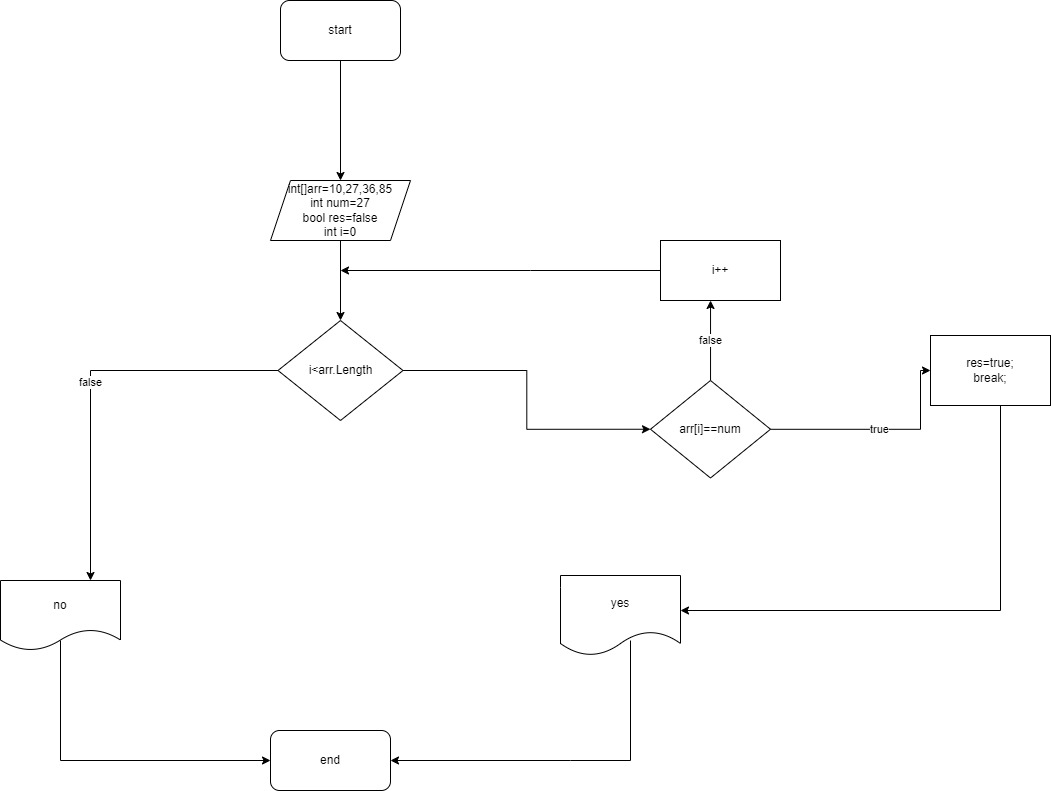 start
int[]arr=10,27,36,85
int num=27
bool res=false
int i=0
i++
false
i<arr.Length
res=true;
break;
false
arr[i]==num
true
no
yes
end